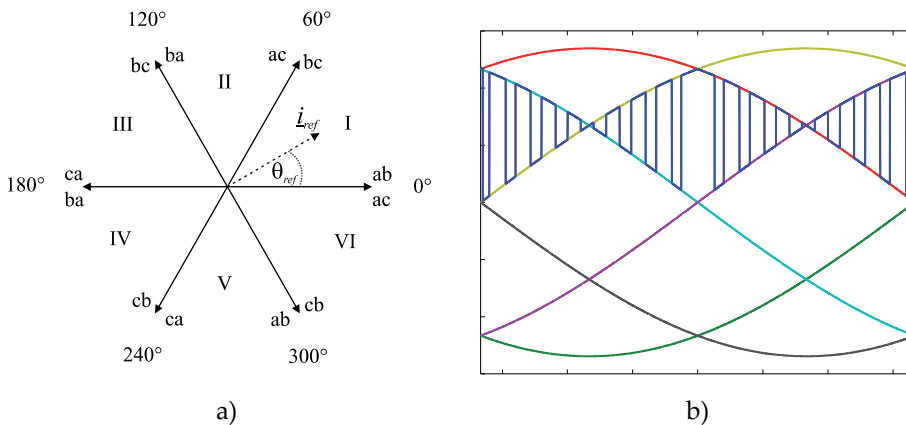 120°
60°
ba
ac
bc
bc
II
III
i_ref
I
θ_ref
180°
ca
ab
0°
ba
ac
IV
VI
V
cb
cb
ca
ab
240°
300°
a)
b)